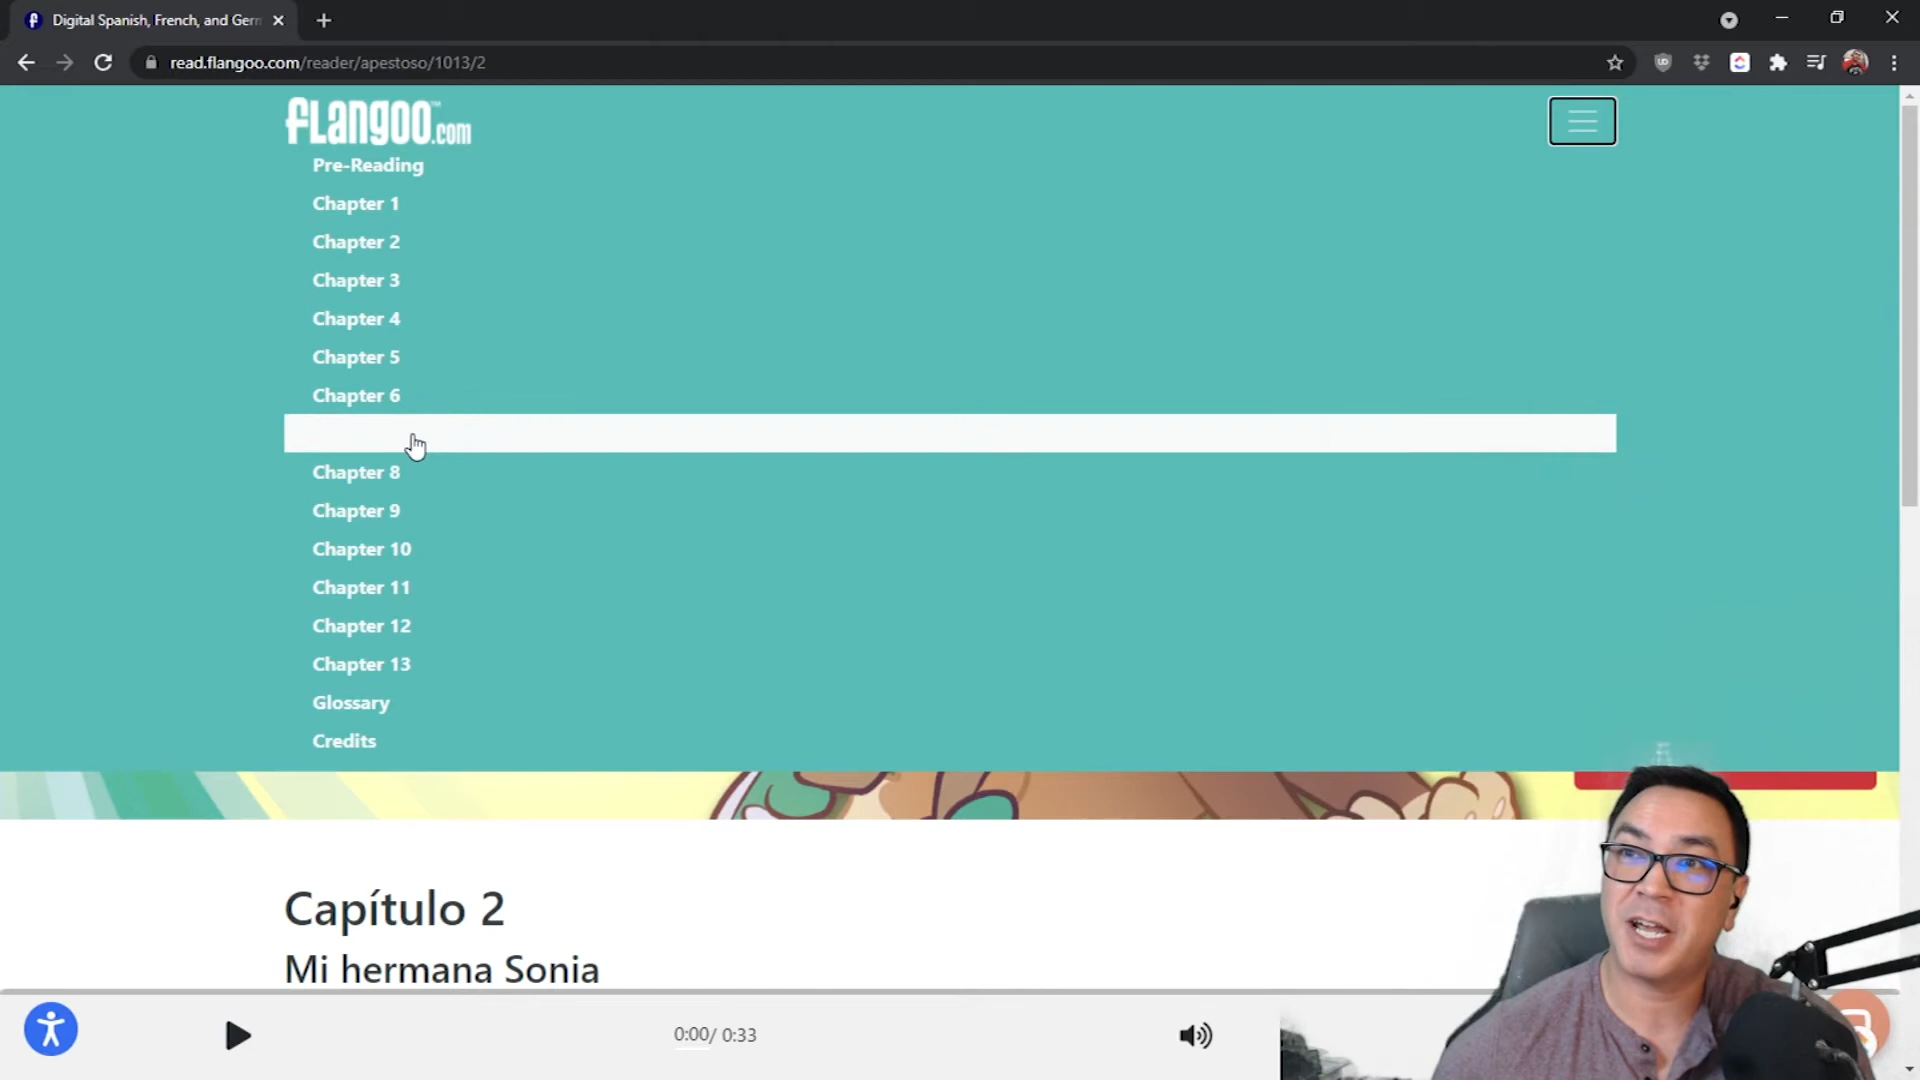 Digital Spanish, French, and Ger
read.flangoo.com/reader/apestoso/1013/2
fLangoo.com
Pre-Reading
Chapter 1
Chapter 2
Chapter 3
Chapter 4
Chapter 5
Chapter 6
Chapter 8
Chapter 9
Chapter 10
Chapter 11
Chapter 12
Chapter 13
Glossary
Credits
Capítulo 2
Mi hermana Sonia
0:00/ 0:33